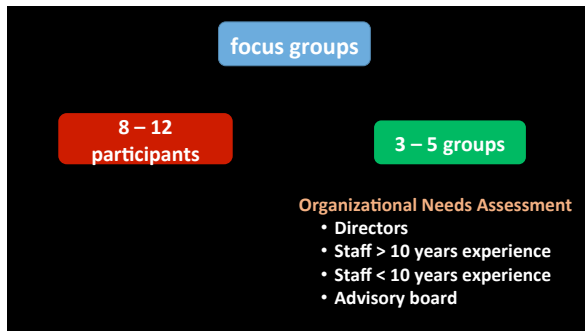 focus groups
8 – 12
participants
3 – 5 groups
Organizational Needs Assessment
• Directors
• Staff > 10 years experience
• Staff < 10 years experience
• Advisory board